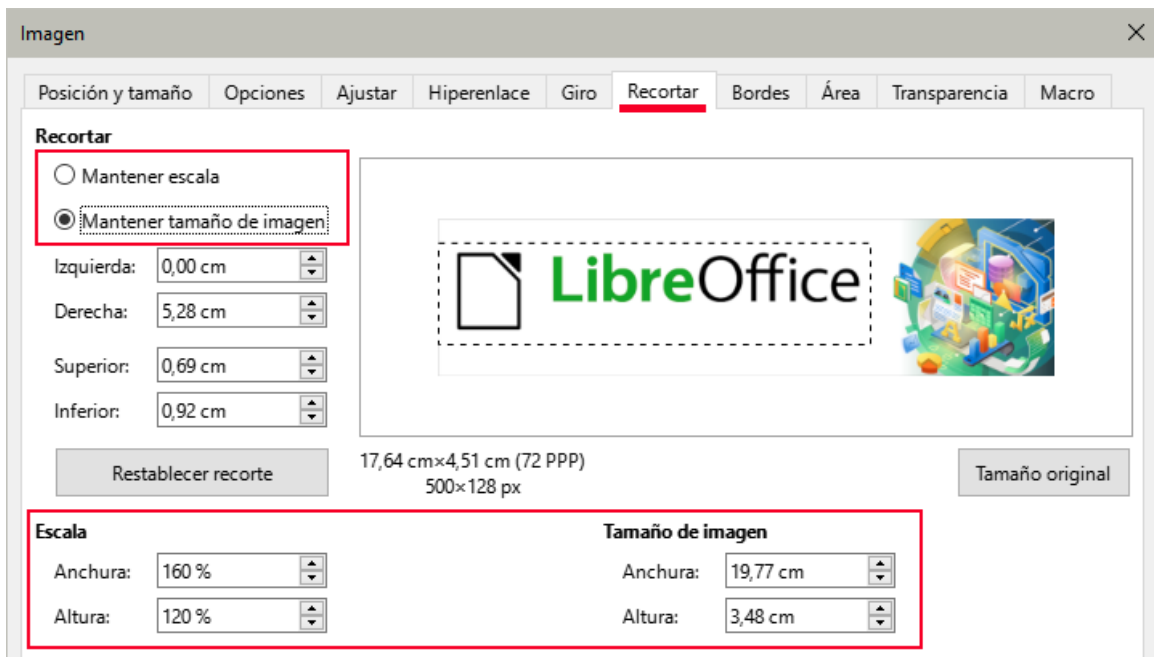 Imagen
Posición y tamaño Opciones Ajustar Hiperenlace Giro Recortar Bordes Área Transparencia Macro
Recortar
Mantener escala
Mantener tamaño de imagen
Izquierda: 0,00 cm
Derecha: 5,28 cm
Superior: 0,69 cm
Inferior: 0,92 cm
LibreOffice
Restablecer recorte
17,64 cm×4,51 cm (72 PPP)
500×128 px
Tamaño original
Escala
Anchura: 160 %
Altura: 120 %
Tamaño de imagen
Anchura: 19,77 cm
Altura: 3,48 cm